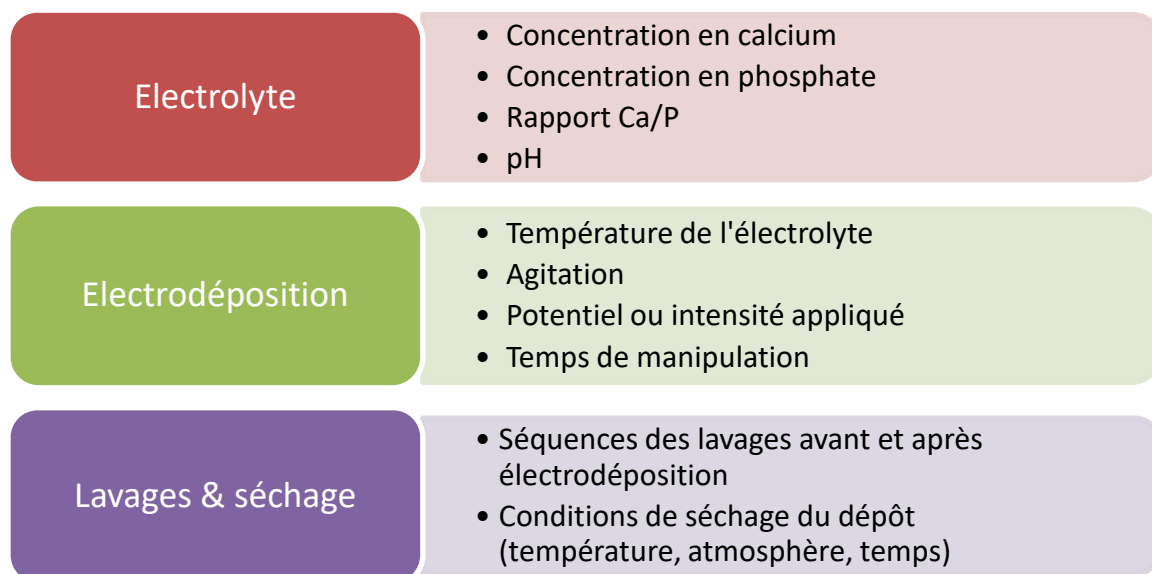 Electrolyte
• Concentration en calcium
• Concentration en phosphate
• Rapport Ca/P
• pH
Electrodéposition
• Température de l'électrolyte
• Agitation
• Potentiel ou intensité appliqué
• Temps de manipulation
Lavages & séchage
• Séquences des lavages avant et après
électrodéposition
• Conditions de séchage du dépôt
(température, atmosphère, temps)